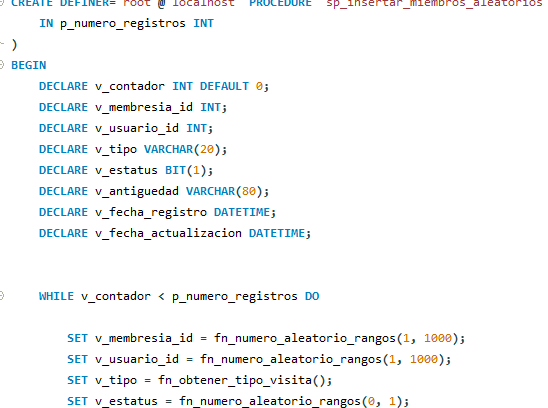 CREATE DEFINER=`root`@`localhost` PROCEDURE `sp_insertar_miembros_aleatorios
IN p_numero_registros INT
)
BEGIN
DECLARE v_contador INT DEFAULT 0;
DECLARE v_membresia_id INT;
DECLARE v_usuario_id INT;
DECLARE v_tipo VARCHAR(20);
DECLARE v_estatus BIT(1);
DECLARE v_antiguedad VARCHAR(80);
DECLARE v_fecha_registro DATETIME;
DECLARE v_fecha_actualizacion DATETIME;
WHILE v_contador < p_numero_registros DO
SET v_membresia_id = fn_numero_aleatorio_rangos(1, 1000);
SET v_usuario_id = fn_numero_aleatorio_rangos(1, 1000);
SET v_tipo = fn_obtener_tipo_visita();
SET v_estatus = fn_numero_aleatorio_rangos(0, 1);